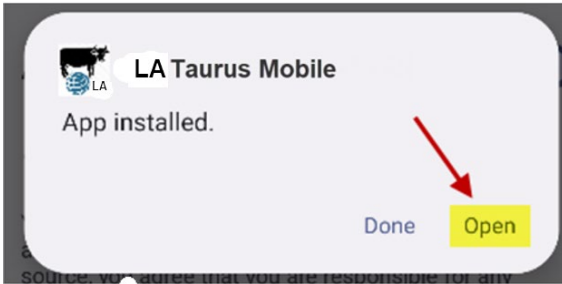 LA
LA Taurus Mobile
App installed.
Done
Open
source, you agree that you are responsible for any